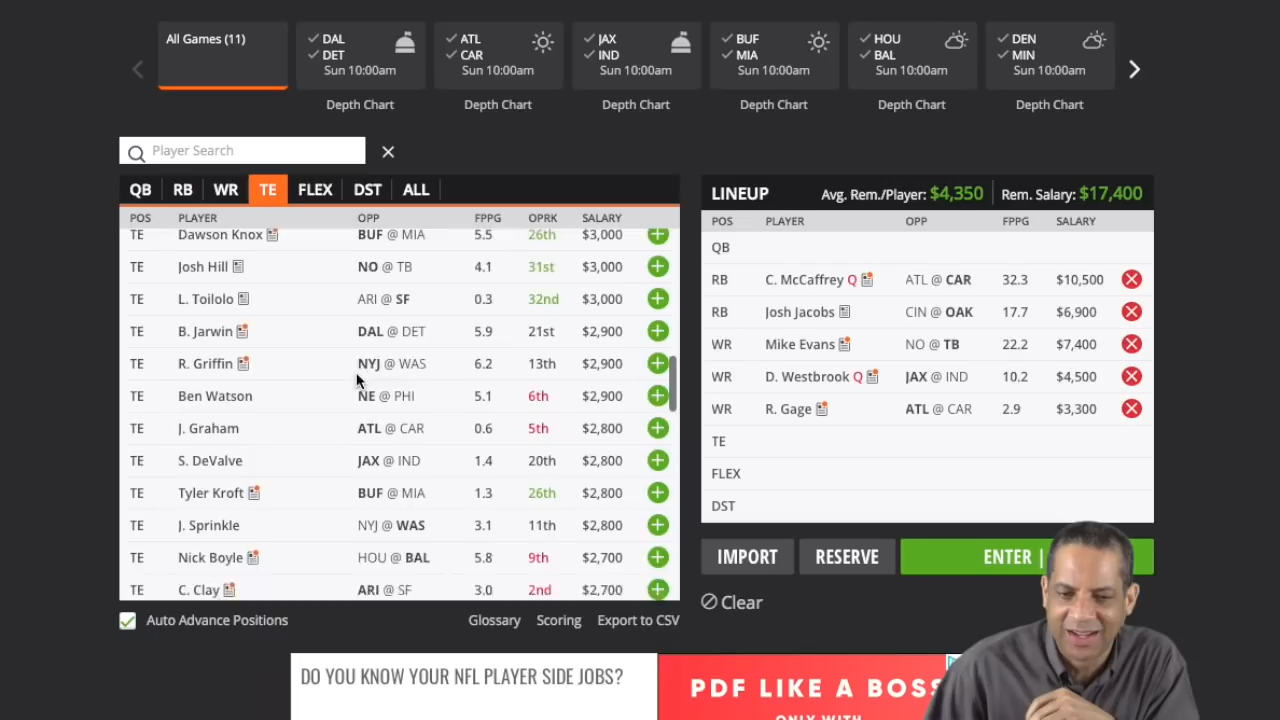 All Games (11)
DAL
DET
Sun 10:00am
Depth Chart
ATL
CAR
Sun 10:00am
Depth Chart
JAX
IND
Sun 10:00am
Depth Chart
BUF
MIA
Sun 10:00am
Depth Chart
HOU
BAL
Sun 10:00am
Depth Chart
DEN
MIN
Sun 10:00am
Depth Chart
Player Search
QB RB WR TE FLEX DST ALL
POS PLAYER OPP FPPG OPRK SALARY
TE Dawson Knox BUF @ MIA 5.5 26th $3,000
TE Josh Hill NO @ TB 4.1 31st $3,000
TE L. Toilolo ARI @ SF 0.3 32nd $3,000
TE B. Jarwin DAL @ DET 5.9 21st $2,900
TE R. Griffin NYJ @ WAS 6.2 13th $2,900
TE Ben Watson NE @ PHI 5.1 6th $2,900
TE J. Graham ATL @ CAR 0.6 5th $2,800
TE S. DeValve JAX @ IND 1.4 20th $2,800
TE Tyler Kroft BUF @ MIA 1.3 26th $2,800
TE J. Sprinkle NYJ @ WAS 3.1 11th $2,800
TE Nick Boyle HOU @ BAL 5.8 9th $2,700
TE C. Clay ARI @ SF 3.0 2nd $2,700
Auto Advance Positions
Glossary Scoring Export to CSV
LINEUP Avg. Rem./Player: $4,350 Rem. Salary: $17,400
POS PLAYER OPP FPPG SALARY
QB
RB C. McCaffrey Q ATL @ CAR 32.3 $10,500
RB Josh Jacobs CIN @ OAK 17.7 $6,900
WR Mike Evans NO @ TB 22.2 $7,400
WR D. Westbrook Q JAX @ IND 10.2 $4,500
WR R. Gage ATL @ CAR 2.9 $3,300
TE
FLEX
DST
IMPORT RESERVE ENTER |
Clear
DO YOU KNOW YOUR NFL PLAYER SIDE JOBS?
PDF LIKE A BOSS
ONLY WITH